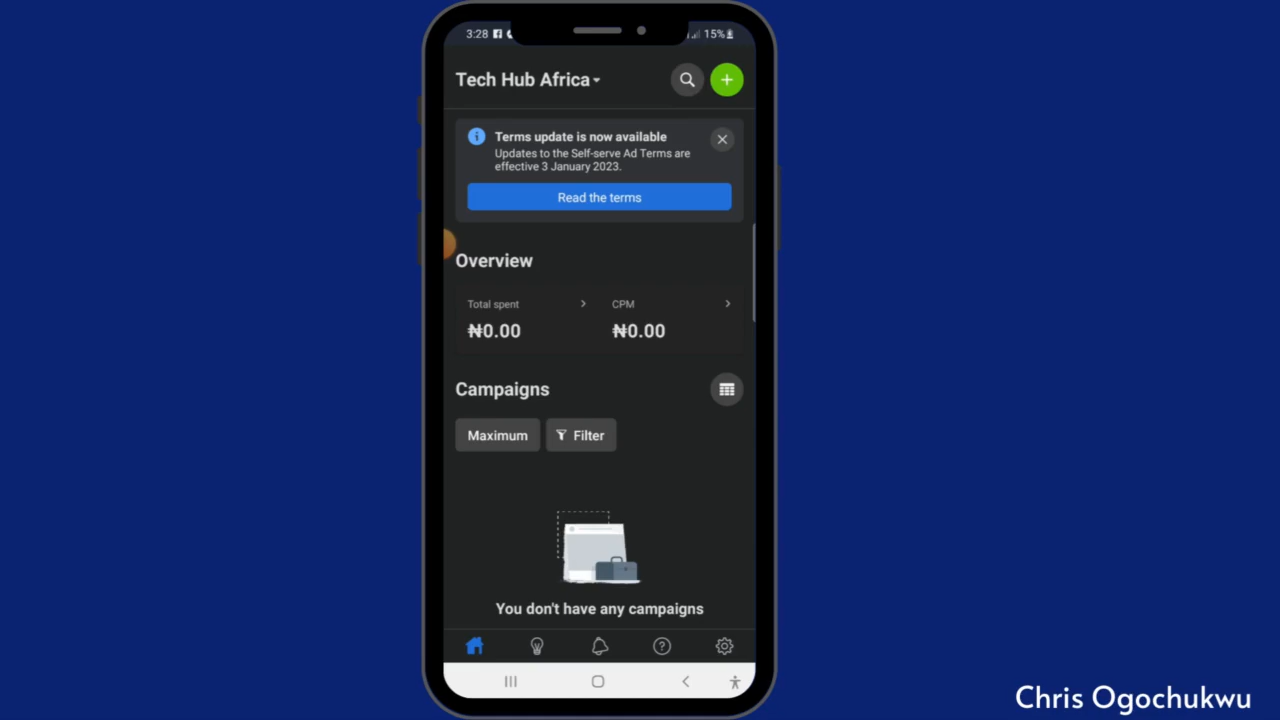 3:28
15%
Tech Hub Africa
Terms update is now available
Updates to the Self-serve Ad Terms are
effective 3 January 2023.
Read the terms
Overview
Total spent
CPM
₦0.00
₦0.00
Campaigns
Maximum
Filter
You don't have any campaigns
Chris Ogochukwu